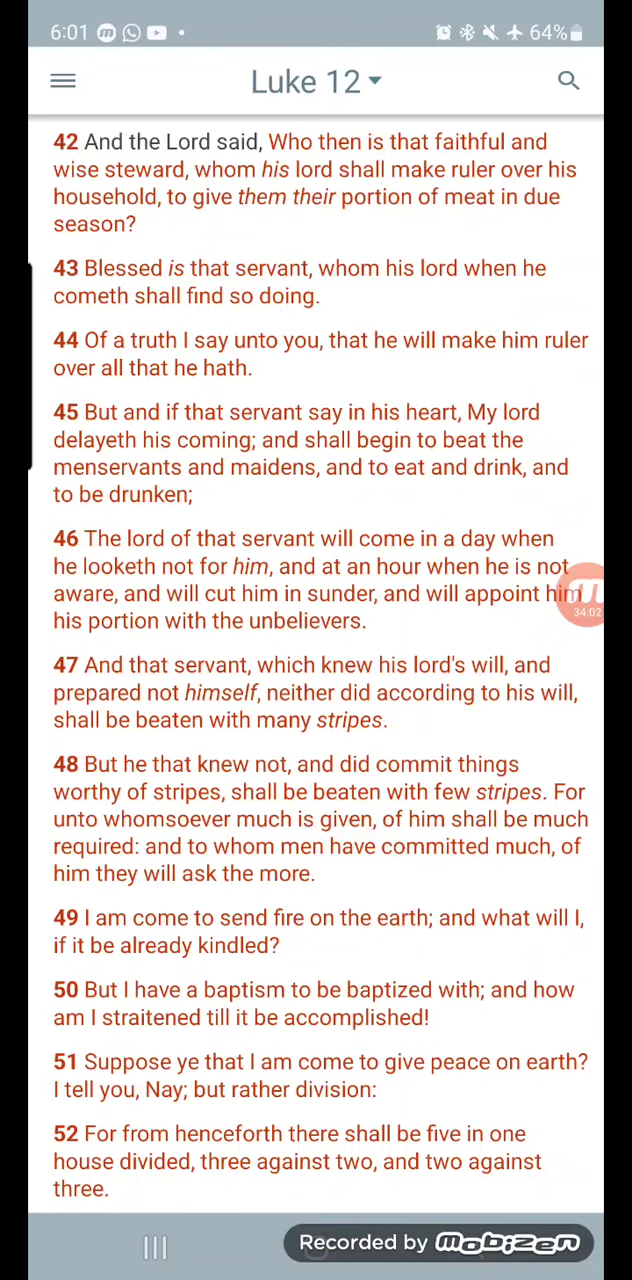 6:01 64%
Luke 12
42 And the Lord said, Who then is that faithful and
wise steward, whom his lord shall make ruler over his
household, to give them their portion of meat in due
season?
43 Blessed is that servant, whom his lord when he
cometh shall find so doing.
44 Of a truth I say unto you, that he will make him ruler
over all that he hath.
45 But and if that servant say in his heart, My lord
delayeth his coming; and shall begin to beat the
menservants and maidens, and to eat and drink, and
to be drunken;
46 The lord of that servant will come in a day when
he looketh not for him, and at an hour when he is not
aware, and will cut him in sunder, and will appoint him
his portion with the unbelievers.
34:02
47 And that servant, which knew his lord's will, and
prepared not himself, neither did according to his will,
shall be beaten with many stripes.
48 But he that knew not, and did commit things
worthy of stripes, shall be beaten with few stripes. For
unto whomsoever much is given, of him shall be much
required: and to whom men have committed much, of
him they will ask the more.
49 I am come to send fire on the earth; and what will I,
if it be already kindled?
50 But I have a baptism to be baptized with; and how
am I straitened till it be accomplished!
51 Suppose ye that I am come to give peace on earth?
I tell you, Nay; but rather division:
52 For from henceforth there shall be five in one
house divided, three against two, and two against
three.
Recorded by mobizen